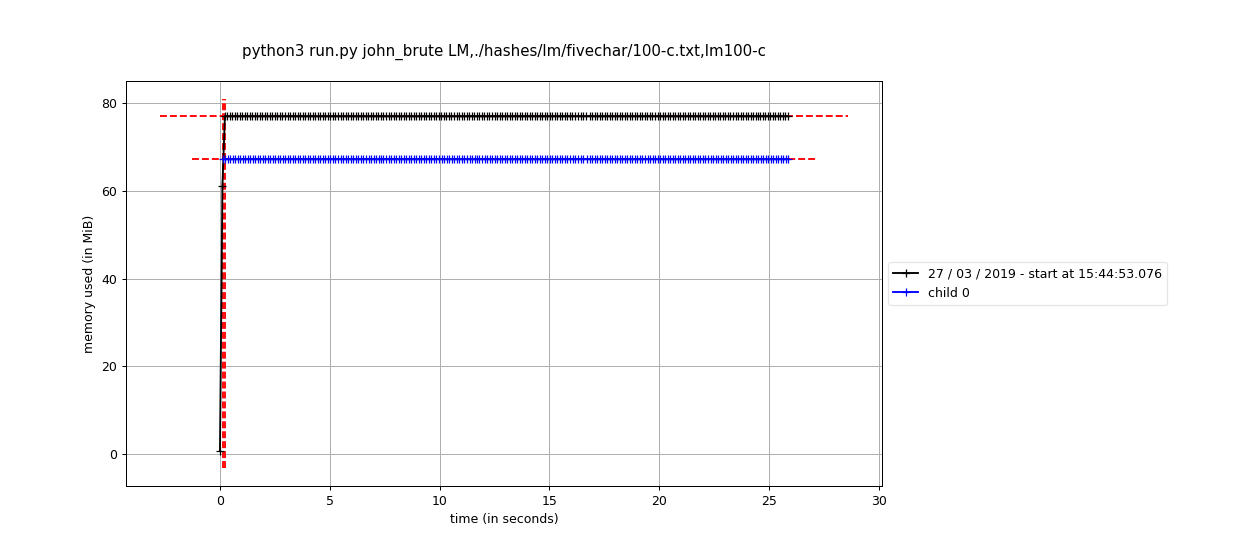 python3 run.py john_brute LM,./hashes/lm/fivechar/100-c.txt,lm100-c
80
60
40
20
0
memory used (in MiB)
0 5 10 15 20 25 30
time (in seconds)
27 / 03 / 2019 - start at 15:44:53.076
child 0